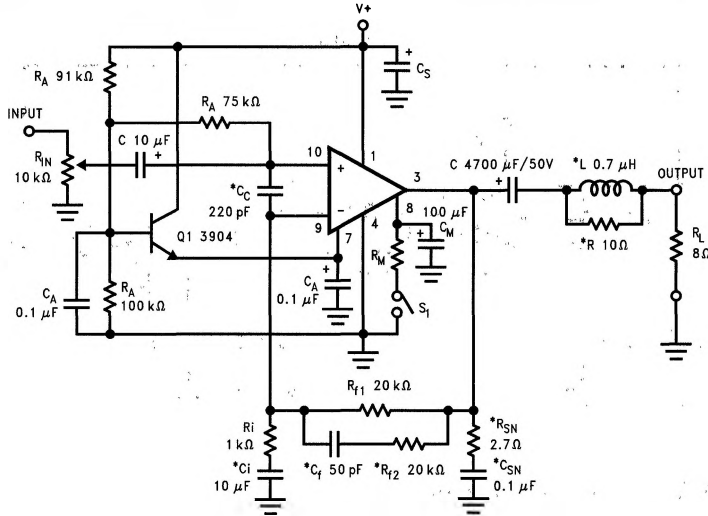 V+
R_A 91 kΩ
+
C_S
R_A 75 kΩ
INPUT
C 10 μF
+
R_IN
10 kΩ
*C_C
220 pF
10
+
1
−
9
7
4
3
8
100 μF
+
C_M
C 4700 μF/50V
+
*L 0.7 μH
OUTPUT
*R 10Ω
R_L
8Ω
Q1 3904
R_M
C_A
0.1 μF
R_A
100 kΩ
+
C_A
0.1 μF
S_1
R_f1 20 kΩ
Ri
1 kΩ
*Ci
10 μF
*C_f 50 pF
*R_f2 20 kΩ
*R_SN
2.7Ω
*C_SN
0.1 μF